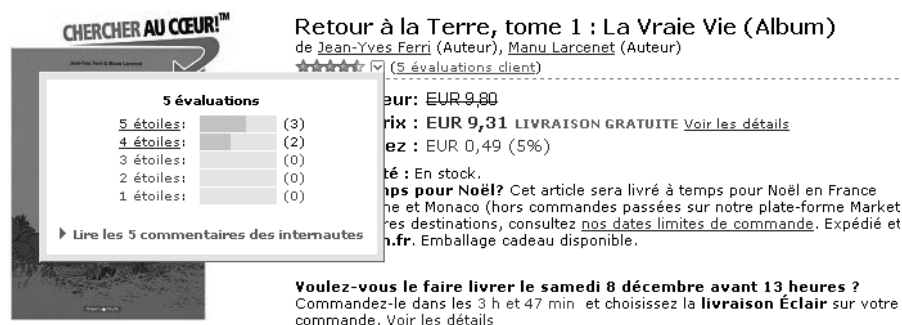 CHERCHER AU CŒUR!™
Jean-Yves Ferri & Manu Larcenet
Retour à la Terre, tome 1 : La Vraie Vie (Album)
de Jean-Yves Ferri (Auteur), Manu Larcenet (Auteur)
(5 évaluations client)
5 évaluations
5 étoiles: (3)
4 étoiles: (2)
3 étoiles: (0)
2 étoiles: (0)
1 étoiles: (0)
Lire les 5 commentaires des internautes
eur: EUR 9,80
rix : EUR 9,31 LIVRAISON GRATUITE Voir les détails
ez : EUR 0,49 (5%)
té : En stock.
ps pour Noël? Cet article sera livré à temps pour Noël en France
ne et Monaco (hors commandes passées sur notre plate-forme Market
res destinations, consultez nos dates limites de commande. Expédié et
n.fr. Emballage cadeau disponible.
Voulez-vous le faire livrer le samedi 8 décembre avant 13 heures ?
Commandez-le dans les 3 h et 47 min et choisissez la livraison Éclair sur votre
commande. Voir les détails